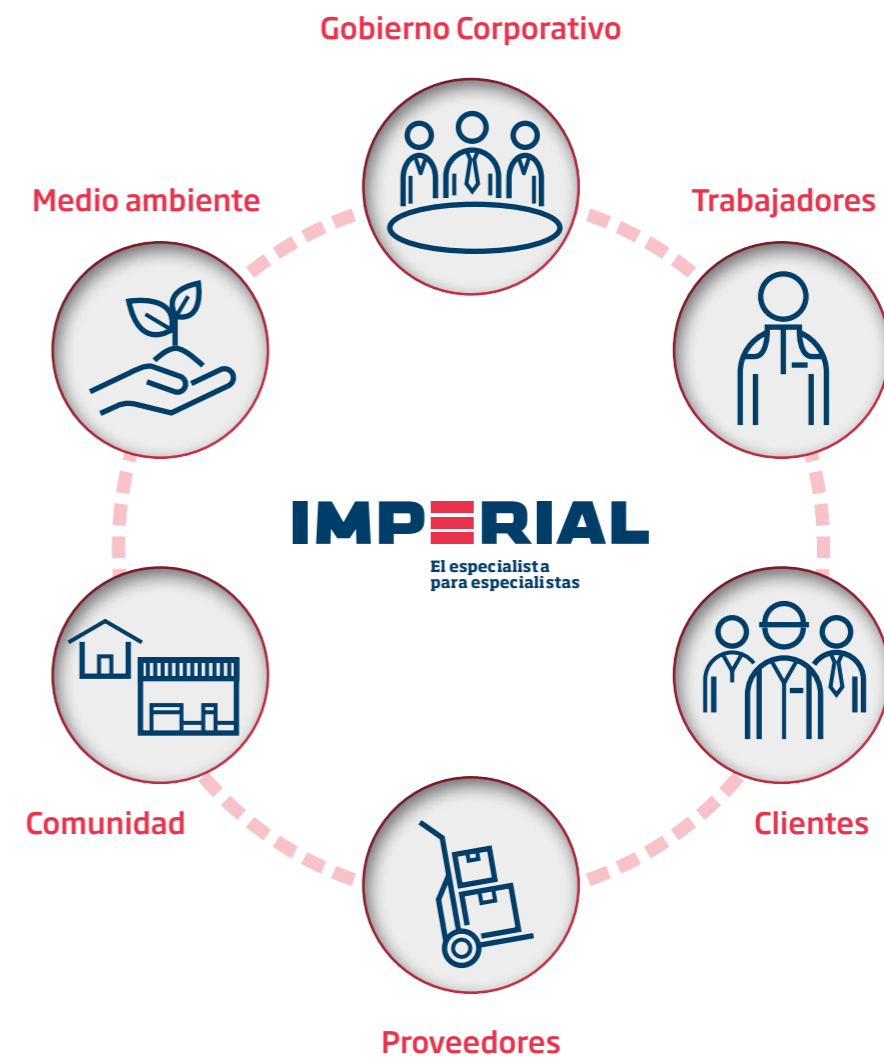 Gobierno Corporativo
Medio ambiente
Trabajadores
IMPERIAL
El especialista
para especialistas
Comunidad
Clientes
Proveedores